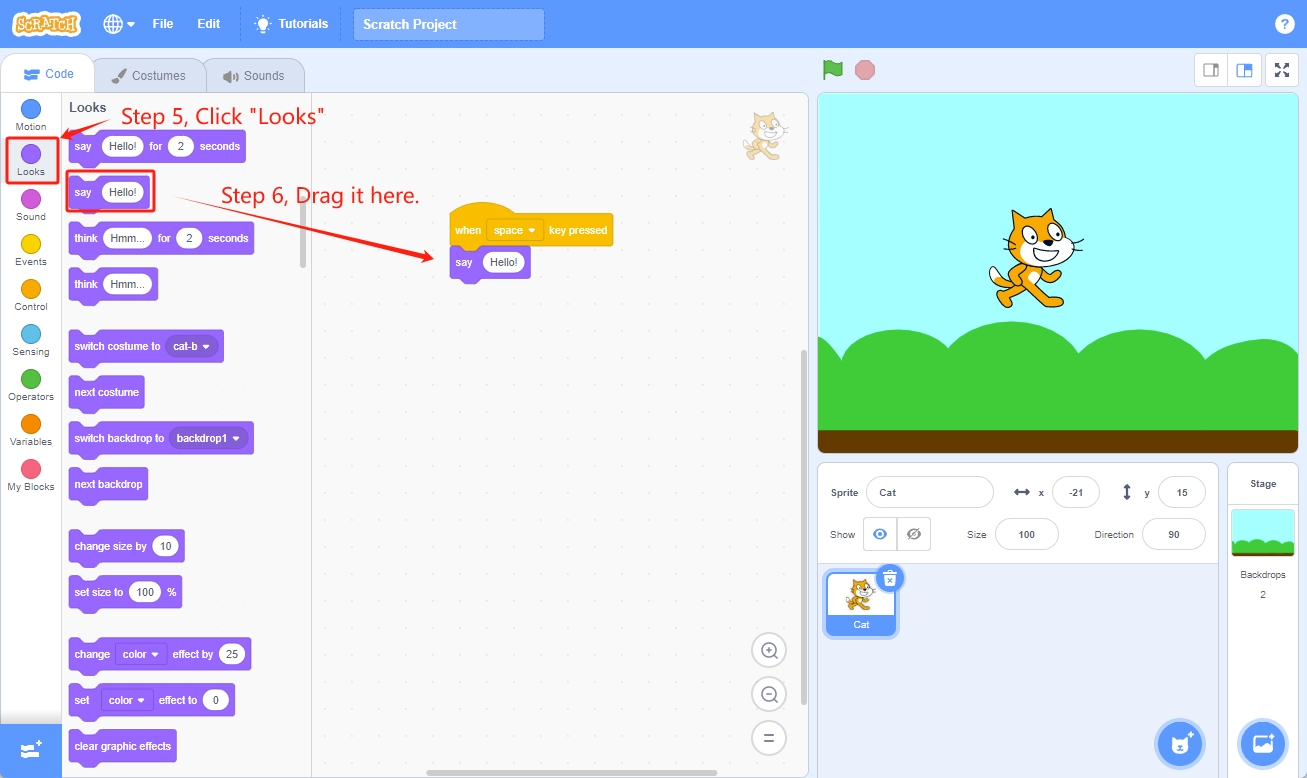 SCRATCH File Edit Tutorials Scratch Project ?
Code Costumes Sounds
Motion
Looks
Sound
Events
Control
Sensing
Operators
Variables
My Blocks
Looks
Step 5, Click "Looks"
say Hello! for 2 seconds
say Hello!
Step 6, Drag it here.
think Hmm... for 2 seconds
think Hmm...
switch costume to cat-b
next costume
switch backdrop to backdrop1
next backdrop
change size by 10
set size to 100 %
change color effect by 25
set color effect to 0
clear graphic effects
when space key pressed
say Hello!
Sprite Cat x -21 y 15
Show Size 100 Direction 90
Cat
Stage
Backdrops
2